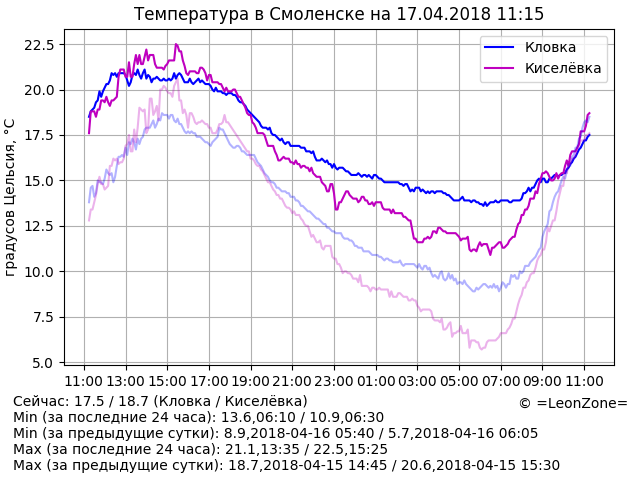 Температура в Смоленске на 17.04.2018 11:15
градусов Цельсия, °C
22.5
20.0
17.5
15.0
12.5
10.0
7.5
5.0
Кловка
Киселёвка
11:00 13:00 15:00 17:00 19:00 21:00 23:00 01:00 03:00 05:00 07:00 09:00 11:00
Сейчас: 17.5 / 18.7 (Кловка / Киселёвка)
© =LeonZone=
Min (за последние 24 часа): 13.6,06:10 / 10.9,06:30
Min (за предыдущие сутки): 8.9,2018-04-16 05:40 / 5.7,2018-04-16 06:05
Max (за последние 24 часа): 21.1,13:35 / 22.5,15:25
Max (за предыдущие сутки): 18.7,2018-04-15 14:45 / 20.6,2018-04-15 15:30